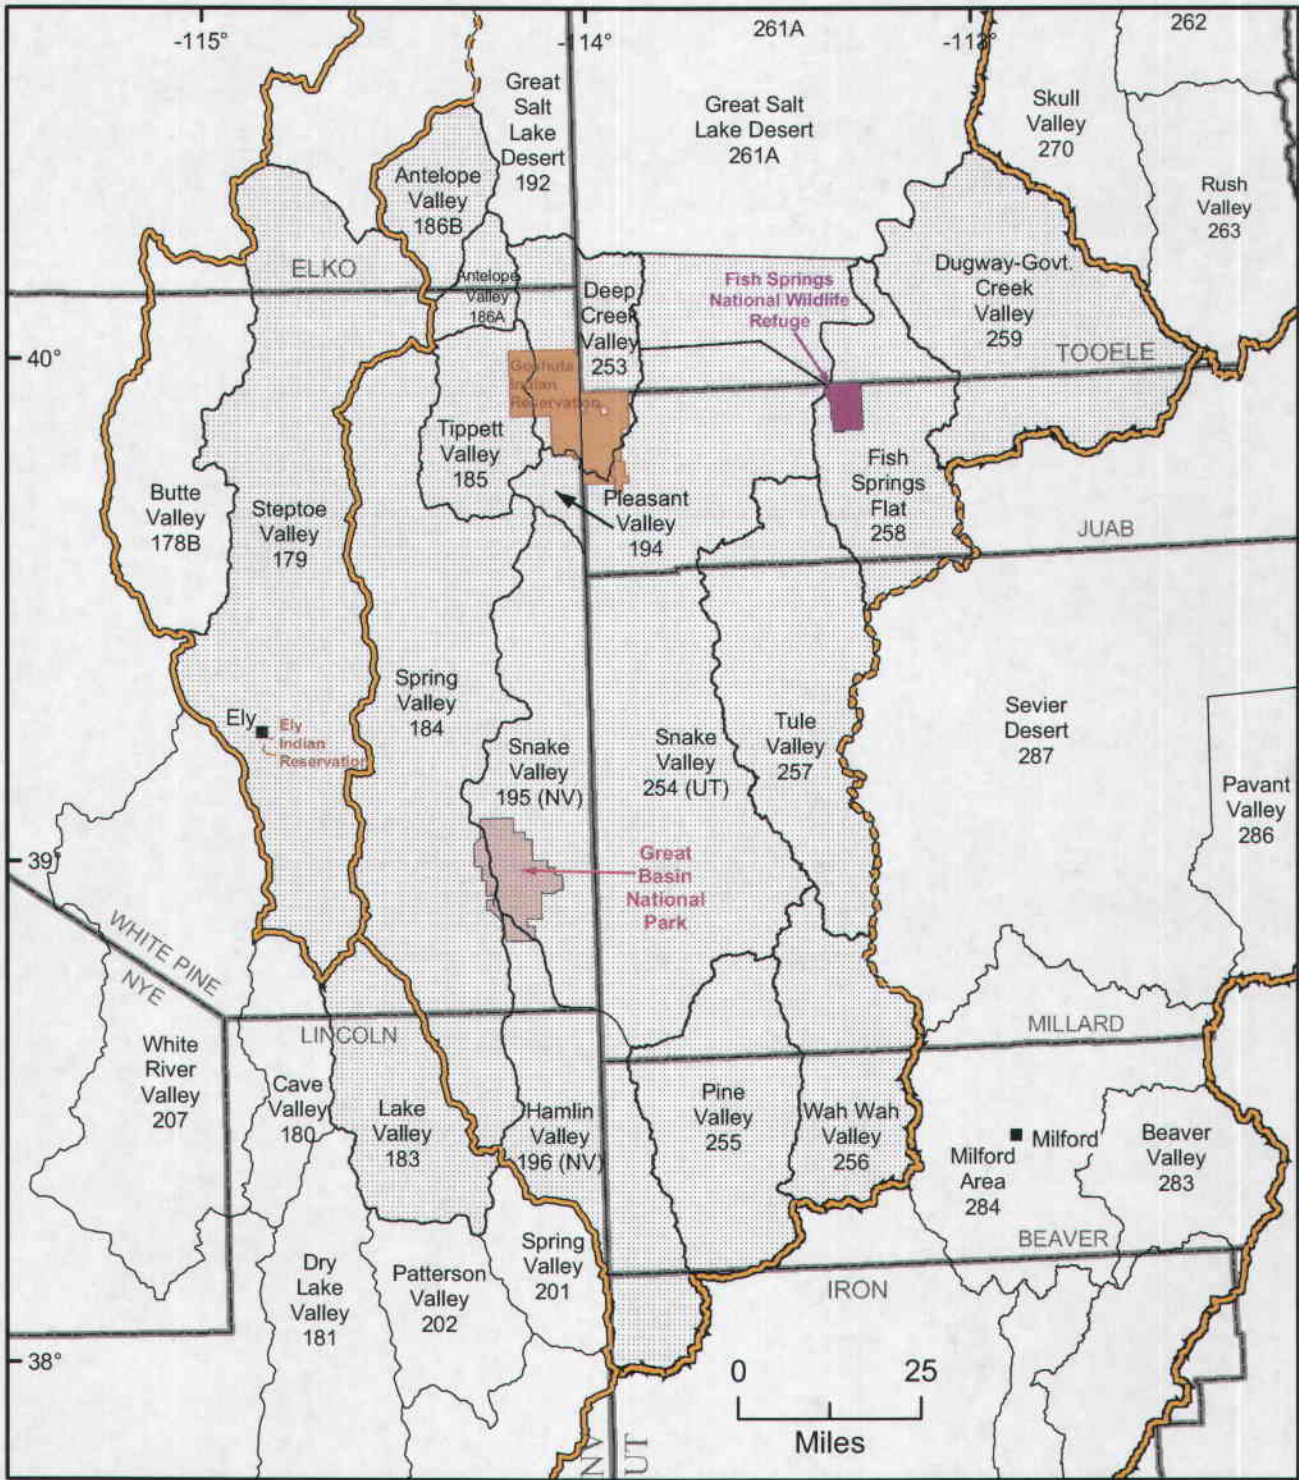 -115°
-114°
261A
-113°
262
Great
Salt
Lake
Desert
192
Great Salt
Lake Desert
261A
Skull
Valley
270
Rush
Valley
263
Antelope
Valley
186B
ELKO
Antelope
Valley
186A
Deep
Creek
Valley
253
Fish Springs
National Wildlife
Refuge
Dugway-Govt.
Creek
Valley
259
TOOELE
40°
Goshute
Indian
Reservation
Tippett
Valley
185
Butte
Valley
178B
Steptoe
Valley
179
Pleasant
Valley
194
Fish
Springs
Flat
258
JUAB
Spring
Valley
184
Ely
Ely
Indian
Reservation
Snake
Valley
195 (NV)
Snake
Valley
254 (UT)
Tule
Valley
257
Sevier
Desert
287
Pavant
Valley
286
39°
Great
Basin
National
Park
WHITE PINE
NYE
LINCOLN
MILLARD
White
River
Valley
207
Cave
Valley
180
Lake
Valley
183
Hamlin
Valley
196 (NV)
Pine
Valley
255
Wah Wah
Valley
256
Milford
Milford
Area
284
Beaver
Valley
283
BEAVER
IRON
Dry
Lake
Valley
181
Patterson
Valley
202
Spring
Valley
201
38°
0 25
Miles
NV
UT